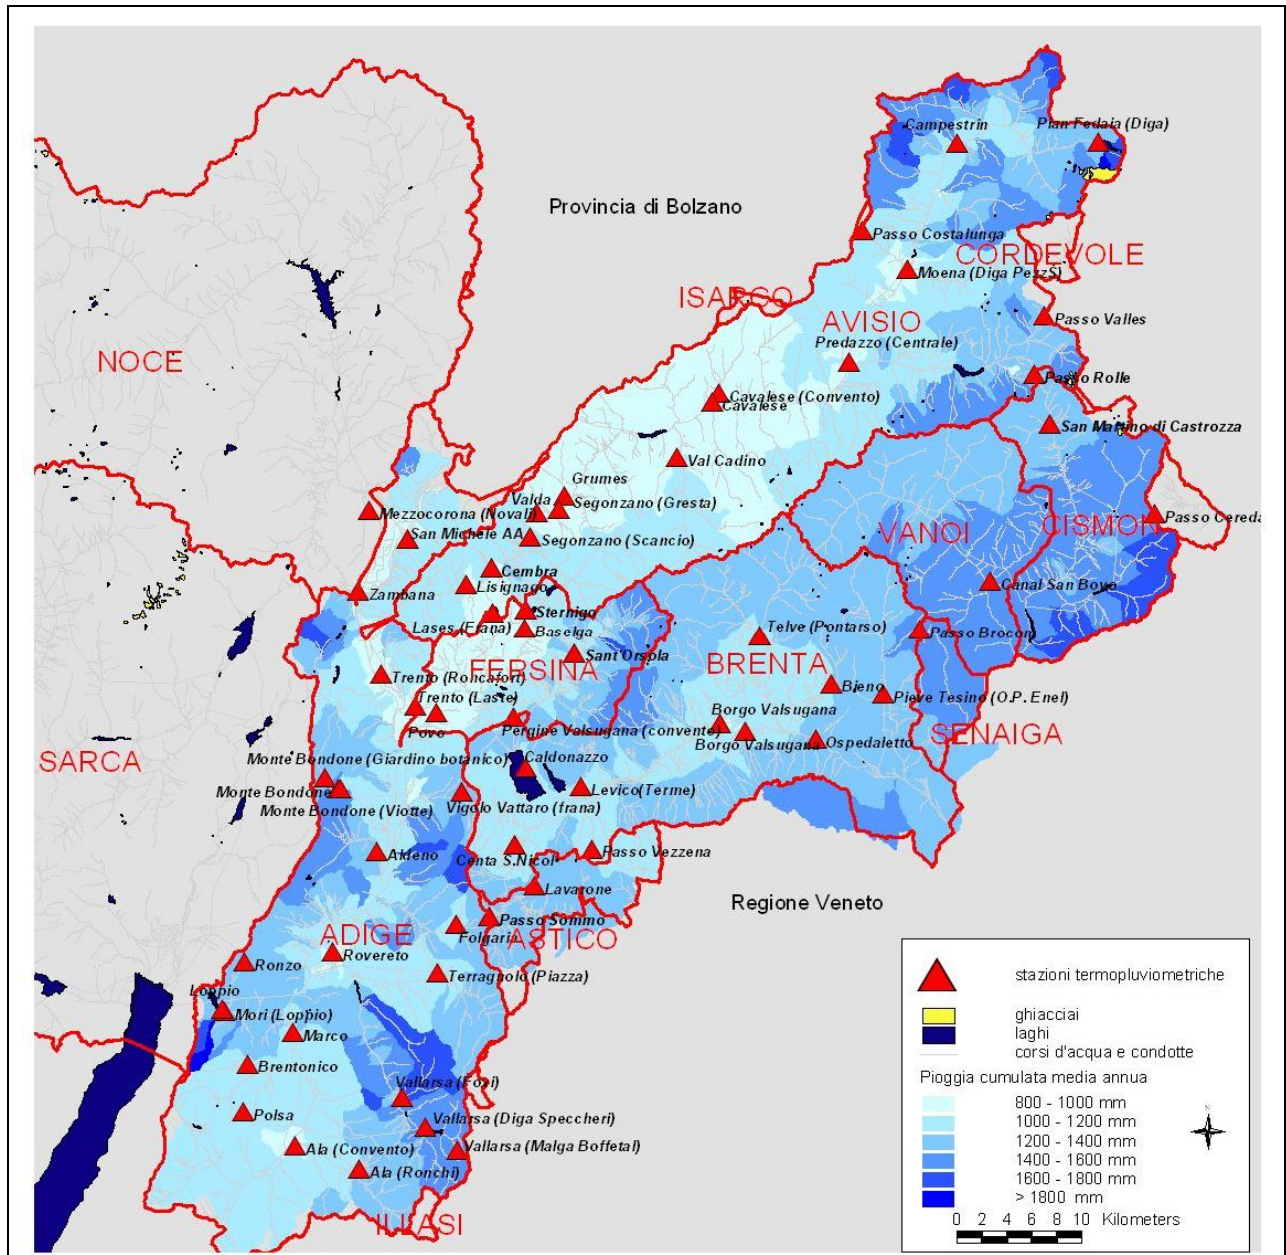 Campestrin
Pian Fedaia (Diga)
Provincia di Bolzano
Passo Costalunga
CORDEVOLE
Moena (Diga PezzŠ)
ISARCO
AVISIO
Passo Valles
Predazzo (Centrale)
NOCE
Passo Rolle
Cavalese (Convento)
Cavalese
San Martino di Castrozza
Val Cadino
Grumes
Valda
Segonzano (Gresta)
Mezzocorona (Novali)
Passo Cereda
CISMON
VANOI
San Michele AA
Segonzano (Scancio)
Cembra
Canal San Bovo
Lisignago
Zambana
Sternigo
Lases (Frana)
Baselga
Telve (Pontarso)
Passo Brocon
Sant'Orsola
FERSINA
BRENTA
Trento (Roncafort)
Bieno
Pieve Tesino (O.P. Enel)
Trento (Laste)
Borgo Valsugana
Povo
Pergine Valsugana (convento)
SENAIGA
Borgo Valsugana
Ospedaletto
SARCA
Monte Bondone (Giardino botanico)
Caldonazzo
Monte Bondone
Levico(Terme)
Monte Bondone (Viotte)
Vigolo Vattaro (frana)
Aldeno
Centa S.Nicol
Passo Vezzena
Lavarone
Regione Veneto
Passo Sommo
ADIGE
Folgaria
ASTICO
Rovereto
Ronzo
Terragnolo (Piazza)
Loppio
Mori (Loppio)
Marco
Brentonico
Vallarsa (Foxi)
Polsa
Vallarsa (Diga Speccheri)
Ala (Convento)
Vallarsa (Malga Boffetal)
Ala (Ronchi)
ILLASI
stazioni termopluviometriche
ghiacciai
laghi
corsi d'acqua e condotte
Pioggia cumulata media annua
800 - 1000 mm
1000 - 1200 mm
1200 - 1400 mm
1400 - 1600 mm
1600 - 1800 mm
> 1800 mm
N
0 2 4 6 8 10 Kilometers